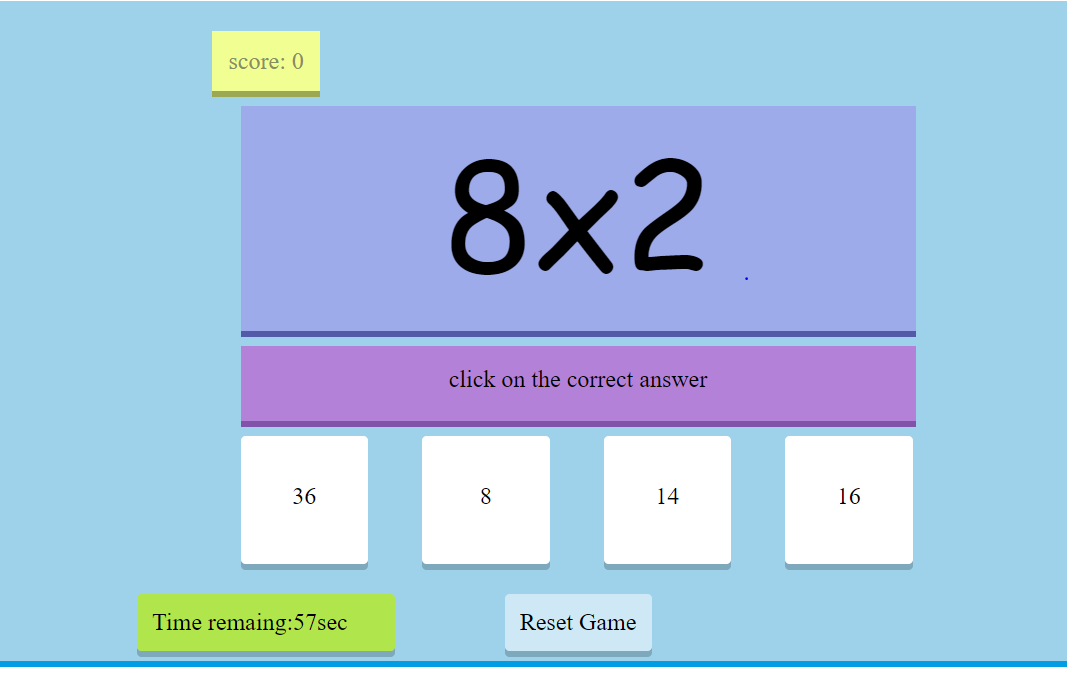 score: 0
8x2
click on the correct answer
36
8
14
16
Time remaing:57sec
Reset Game